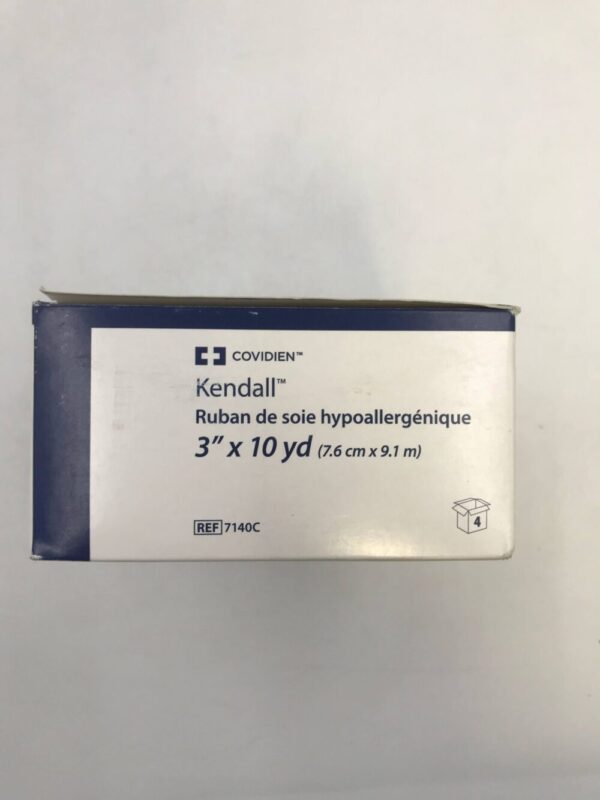 COVIDIEN™
Kendall™
Ruban de soie hypoallergénique
3" x 10 yd (7.6 cm x 9.1 m)
REF 7140C
4